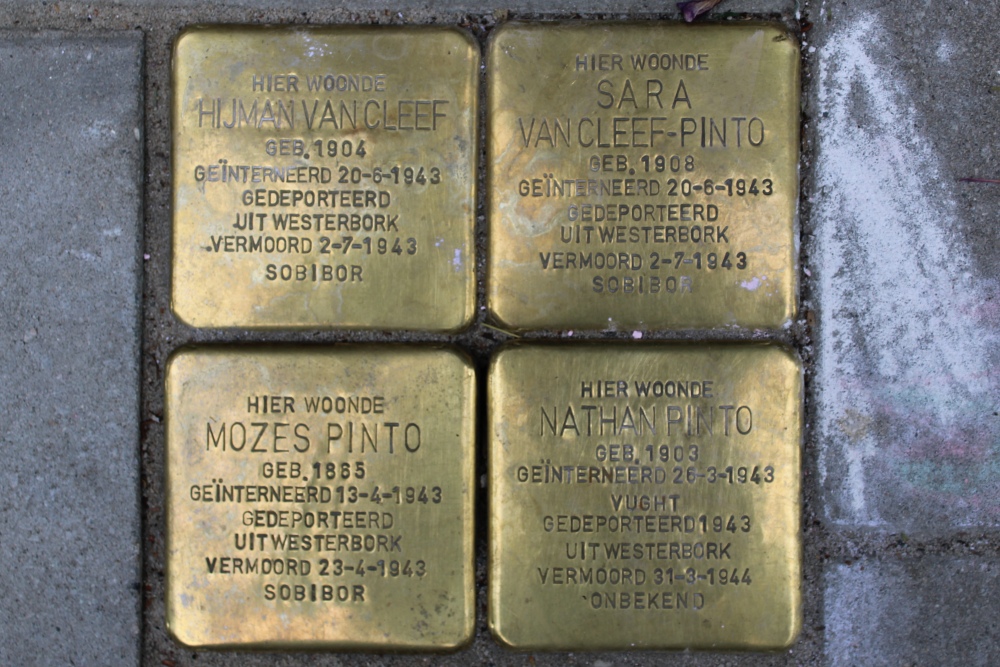 HIER WOONDE
HIJMAN VAN CLEEF
GEB. 1904
GEÏNTERNEERD 20-6-1943
GEDEPORTEERD
UIT WESTERBORK
VERMOORD 2-7-1943
SOBIBOR
HIER WOONDE
SARA
VAN CLEEF-PINTO
GEB. 1908
GEÏNTERNEERD 20-6-1943
GEDEPORTEERD
UIT WESTERBORK
VERMOORD 2-7-1943
SOBIBOR
HIER WOONDE
MOZES PINTO
GEB. 1865
GEÏNTERNEERD 13-4-1943
GEDEPORTEERD
UIT WESTERBORK
VERMOORD 23-4-1943
SOBIBOR
HIER WOONDE
NATHAN PINTO
GEB. 1903
GEÏNTERNEERD 26-3-1943
VUGHT
GEDEPORTEERD 1943
UIT WESTERBORK
VERMOORD 31-3-1944
ONBEKEND